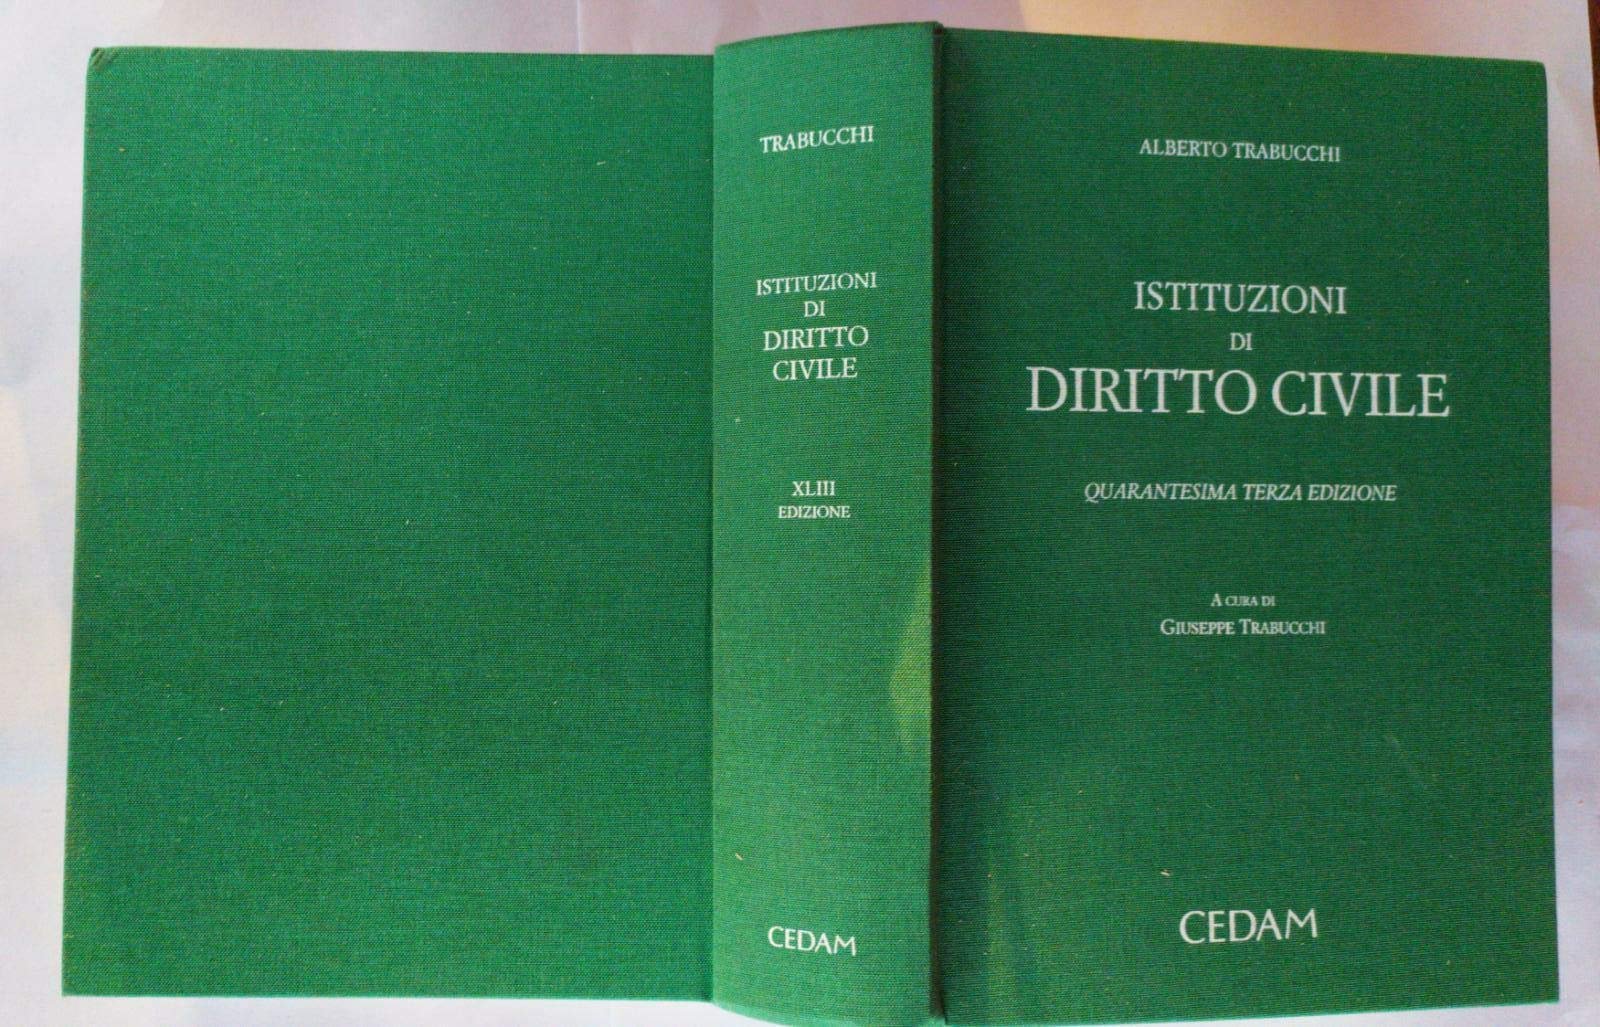 TRABUCCHI
ISTITUZIONI
DI
DIRITTO
CIVILE
XLIII
EDIZIONE
CEDAM
ALBERTO TRABUCCHI
ISTITUZIONI
DI
DIRITTO CIVILE
QUARANTESIMA TERZA EDIZIONE
A CURA DI
GIUSEPPE TRABUCCHI
CEDAM